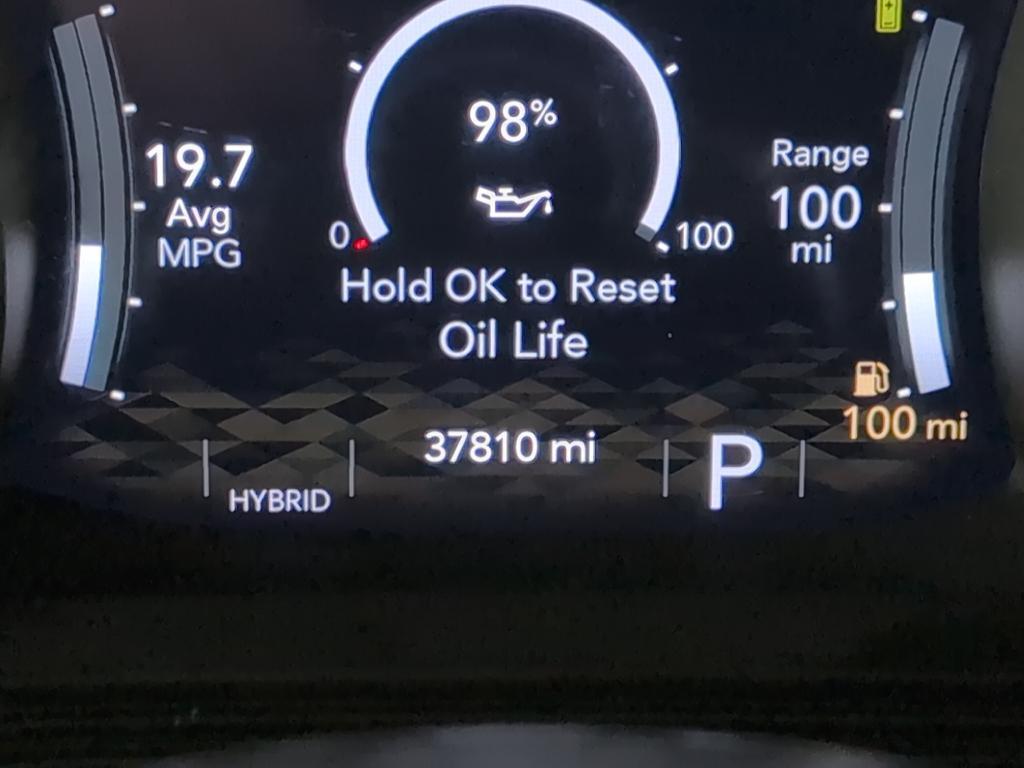 98%
19.7
Avg
MPG
Range
100
mi
0
100
Hold OK to Reset
Oil Life
100 mi
37810 mi
P
HYBRID